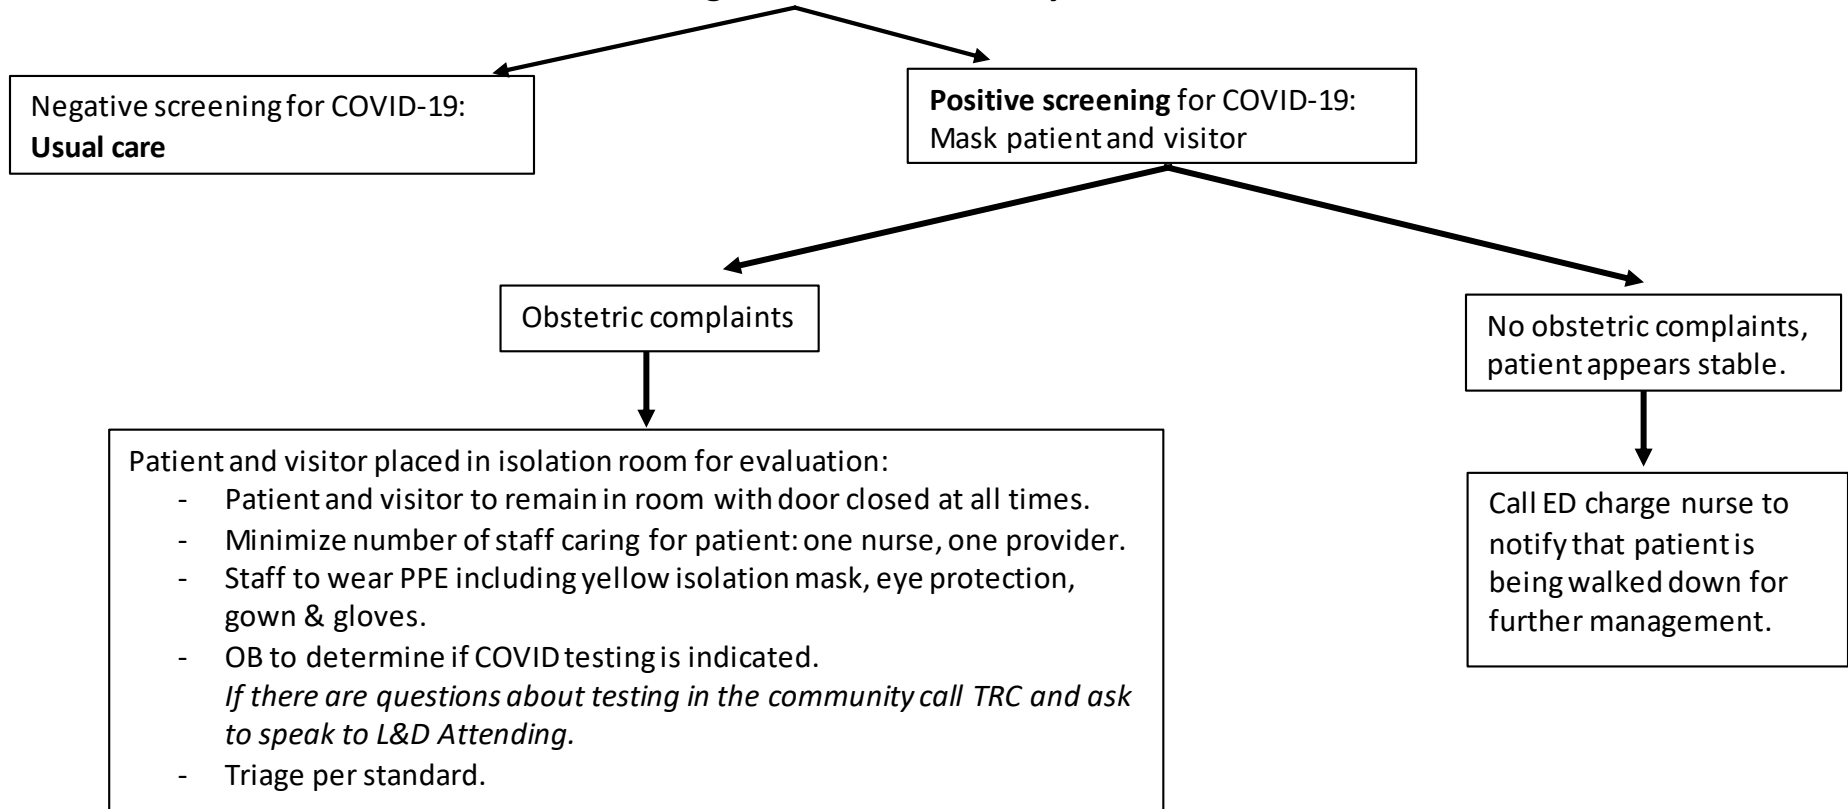 Negative screening for COVID-19:
Usual care
Positive screening for COVID-19:
Mask patient and visitor
Obstetric complaints
No obstetric complaints,
patient appears stable.
Patient and visitor placed in isolation room for evaluation:
- Patient and visitor to remain in room with door closed at all times.
- Minimize number of staff caring for patient: one nurse, one provider.
- Staff to wear PPE including yellow isolation mask, eye protection,
gown & gloves.
- OB to determine if COVID testing is indicated.
If there are questions about testing in the community call TRC and ask
to speak to L&D Attending.
- Triage per standard.
Call ED charge nurse to
notify that patient is
being walked down for
further management.